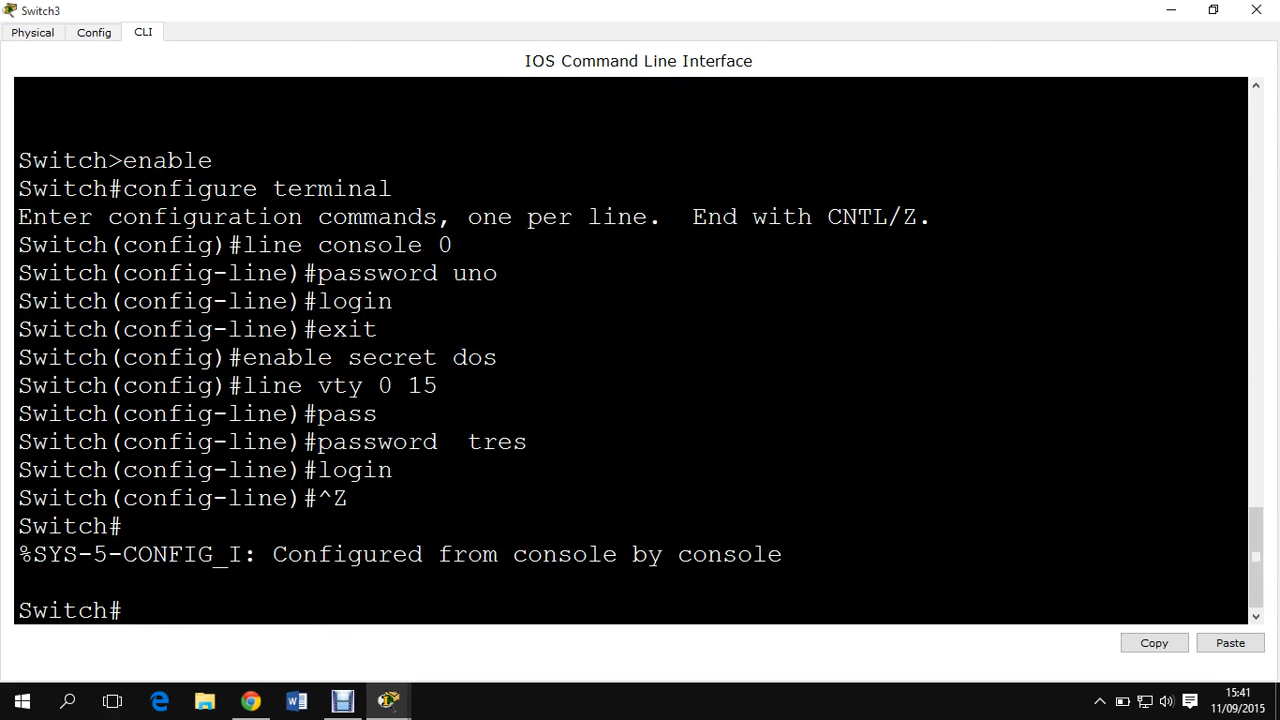 Switch3
Physical Config CLI
IOS Command Line Interface
Switch>enable
Switch#configure terminal
Enter configuration commands, one per line.  End with CNTL/Z.
Switch(config)#line console 0
Switch(config-line)#password uno
Switch(config-line)#login
Switch(config-line)#exit
Switch(config)#enable secret dos
Switch(config)#line vty 0 15
Switch(config-line)#pass
Switch(config-line)#password  tres
Switch(config-line)#login
Switch(config-line)#^Z
Switch#
%SYS-5-CONFIG_I: Configured from console by console
Switch#
Copy Paste
15:41
11/09/2015